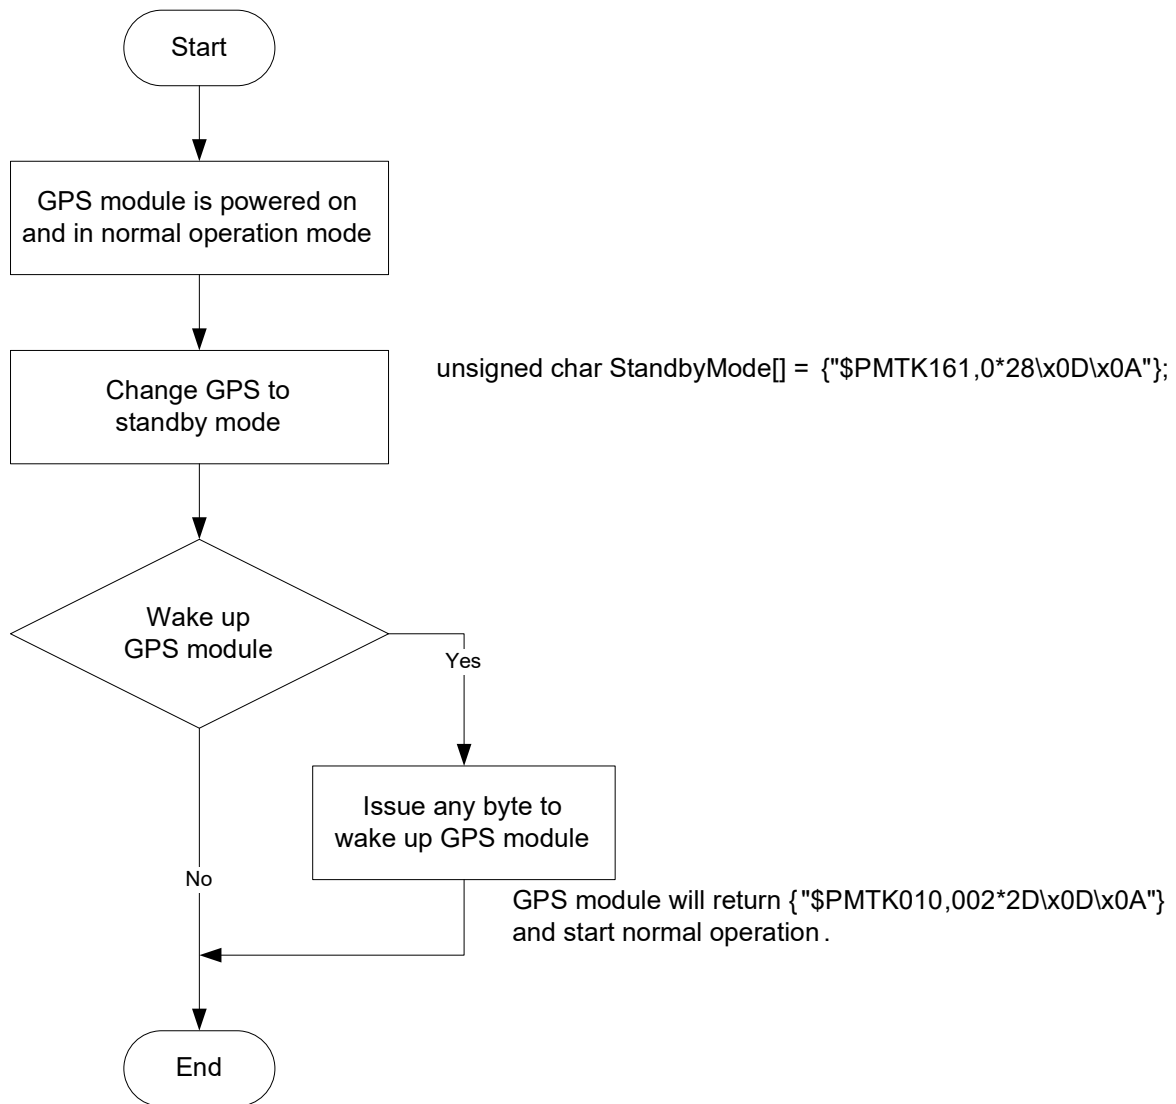 Start
GPS module is powered on
and in normal operation mode
Change GPS to
standby mode
unsigned char StandbyMode[] = {"$PMTK161,0*28\x0D\x0A"};
Wake up
GPS module
Yes
Issue any byte to
wake up GPS module
No
GPS module will return {"$PMTK010,002*2D\x0D\x0A"}
and start normal operation.
End